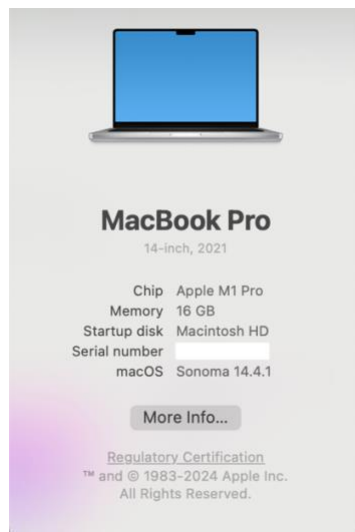 MacBook Pro
14-inch, 2021
Chip Apple M1 Pro
Memory 16 GB
Startup disk Macintosh HD
Serial number
macOS Sonoma 14.4.1
More Info...
Regulatory Certification
™ and © 1983-2024 Apple Inc.
All Rights Reserved.